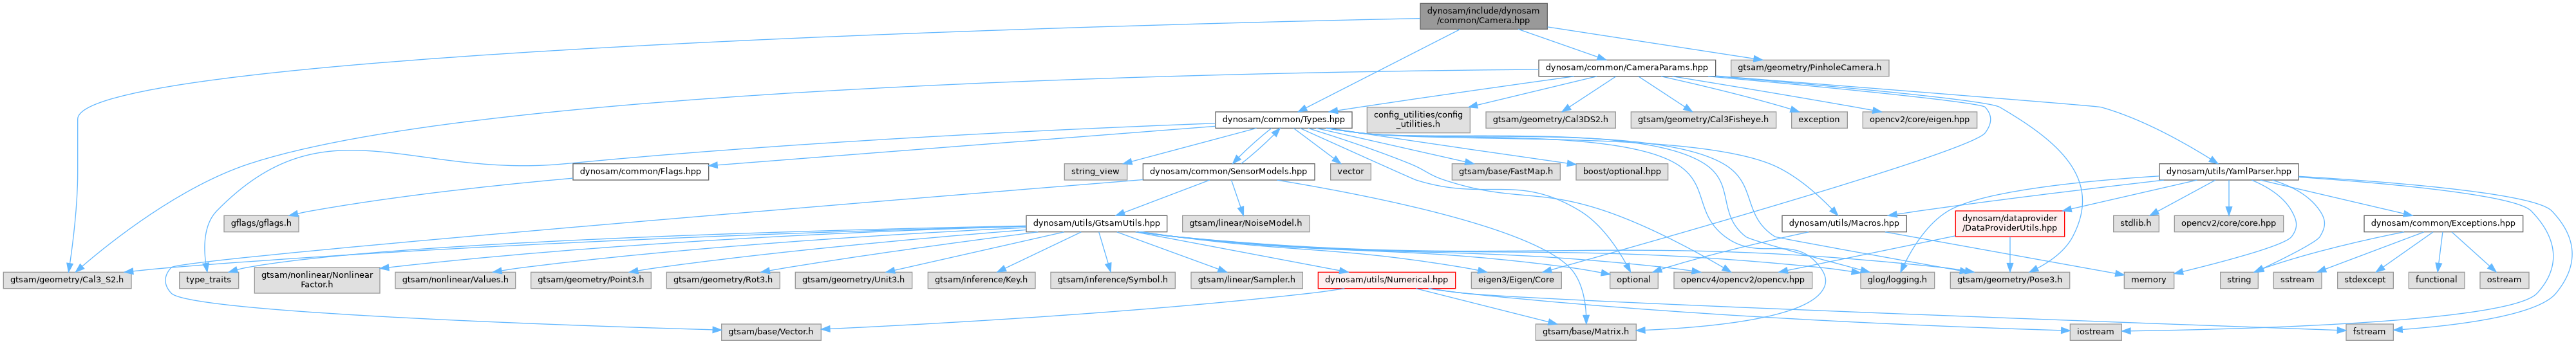 dynosam/include/dynosam
/common/Camera.hpp
dynosam/common/CameraParams.hpp
gtsam/geometry/PinholeCamera.h
dynosam/common/Types.hpp
config_utilities/config
_utilities.h
gtsam/geometry/Cal3DS2.h
gtsam/geometry/Cal3Fisheye.h
exception
opencv2/core/eigen.hpp
dynosam/common/Flags.hpp
string_view
dynosam/common/SensorModels.hpp
vector
gtsam/base/FastMap.h
boost/optional.hpp
dynosam/utils/YamlParser.hpp
gflags/gflags.h
dynosam/utils/GtsamUtils.hpp
gtsam/linear/NoiseModel.h
dynosam/utils/Macros.hpp
dynosam/dataprovider
/DataProviderUtils.hpp
stdlib.h
opencv2/core/core.hpp
dynosam/common/Exceptions.hpp
gtsam/geometry/Cal3_S2.h
type_traits
gtsam/nonlinear/Nonlinear
Factor.h
gtsam/nonlinear/Values.h
gtsam/geometry/Point3.h
gtsam/geometry/Rot3.h
gtsam/geometry/Unit3.h
gtsam/inference/Key.h
gtsam/inference/Symbol.h
gtsam/linear/Sampler.h
dynosam/utils/Numerical.hpp
eigen3/Eigen/Core
optional
opencv4/opencv2/opencv.hpp
glog/logging.h
gtsam/geometry/Pose3.h
memory
string
sstream
stdexcept
functional
ostream
gtsam/base/Vector.h
gtsam/base/Matrix.h
iostream
fstream